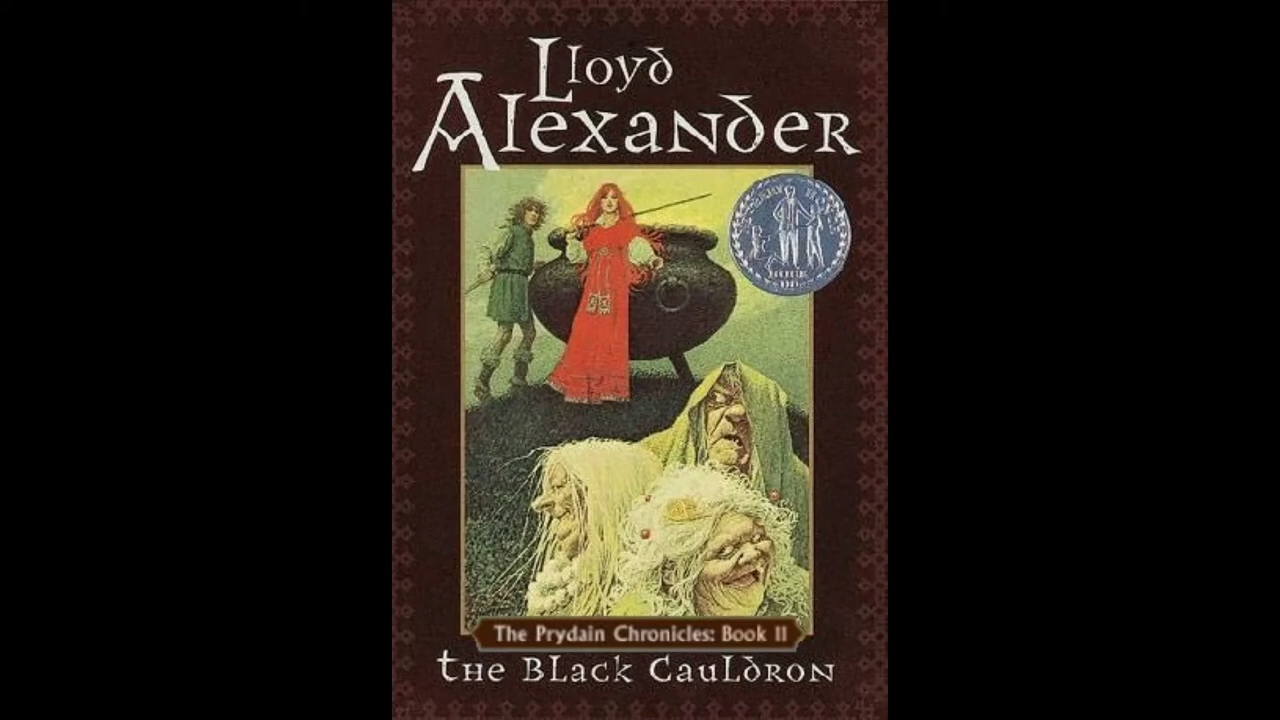 Lloyd
Alexander
The Prydain Chronicles: Book II
the Black Cauldron